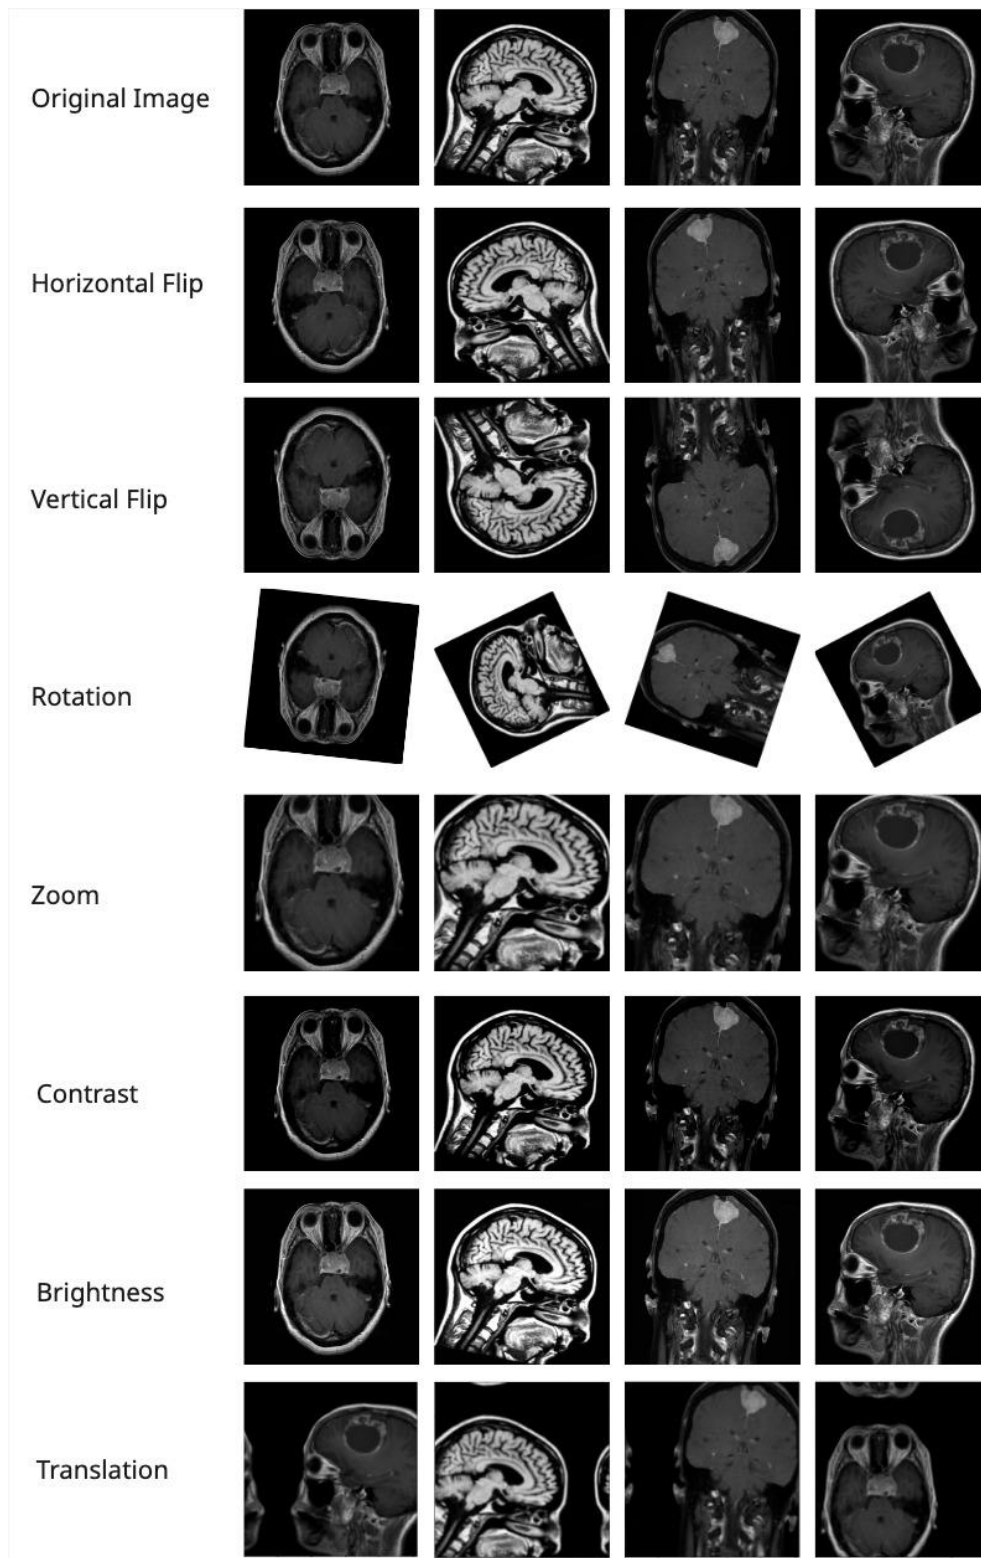 Original Image
Horizontal Flip
Vertical Flip
Rotation
Zoom
Contrast
Brightness
Translation